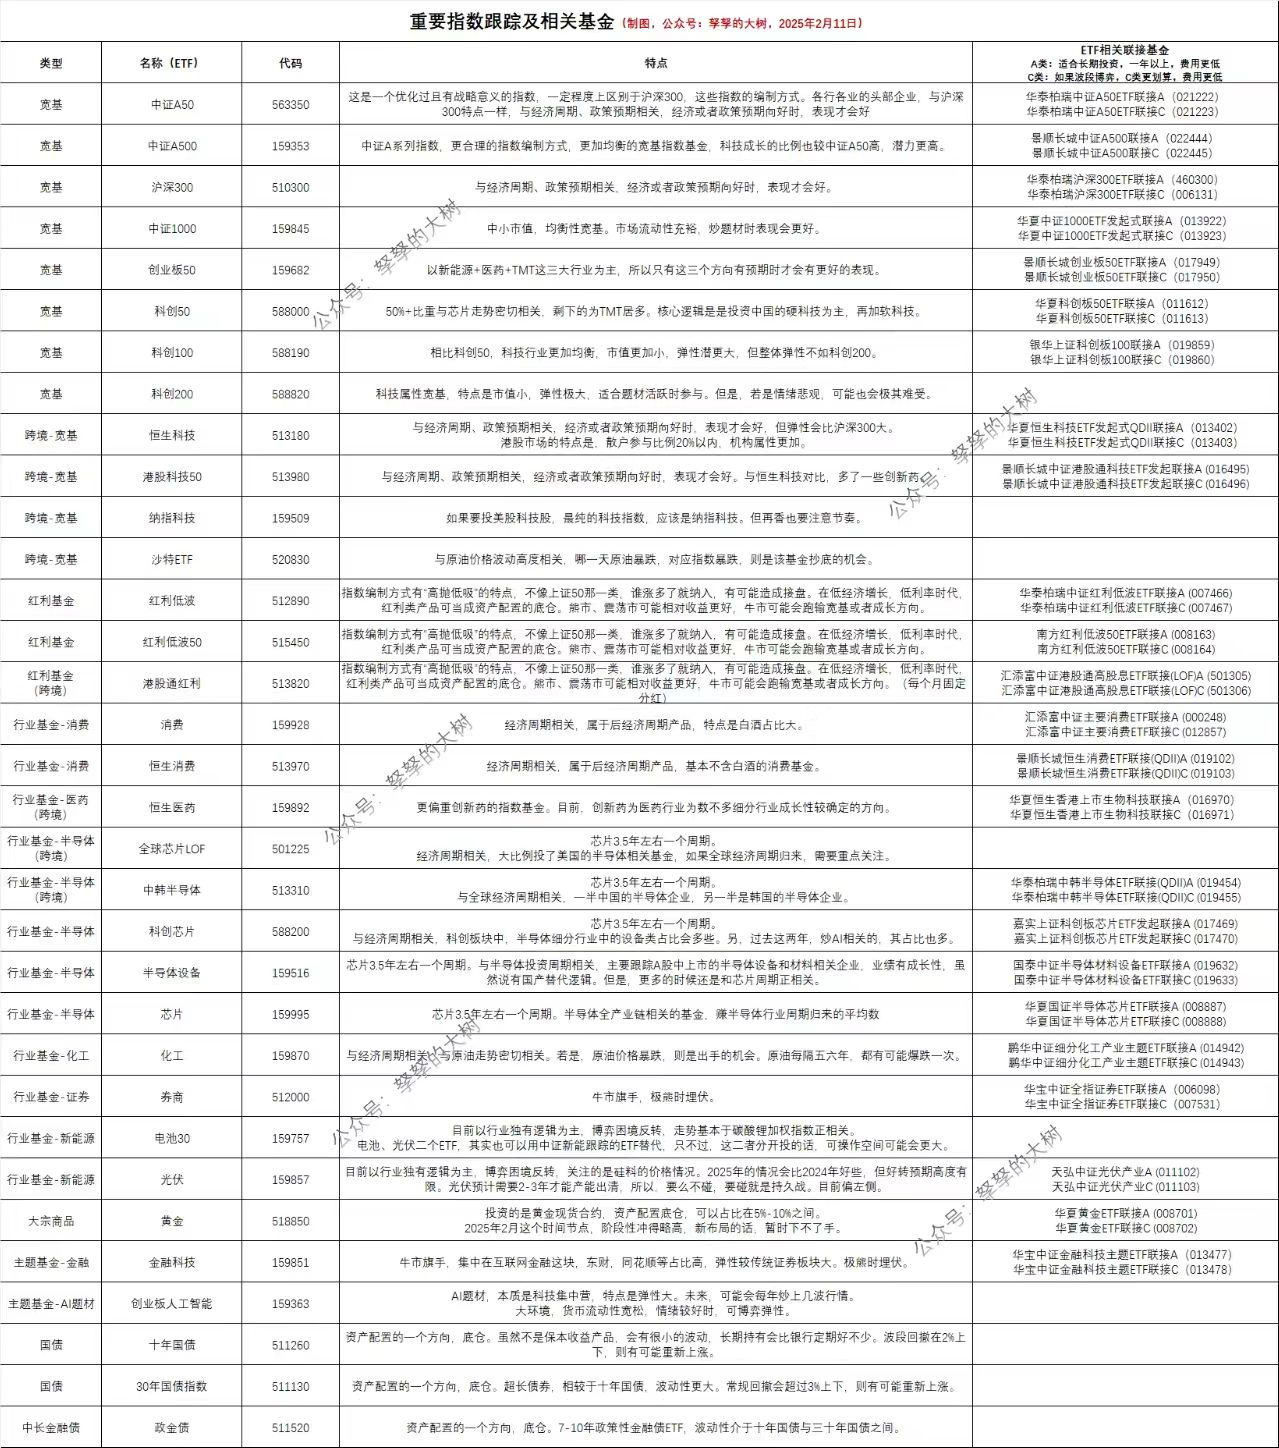 重要指数跟踪及相关基金（制图，公众号：孥孥的大树，2025年2月11日）
类型 名称（ETF） 代码 特点 ETF相关联接基金
A类：适合长期投资，一年以上，费用更低
C类：如果波段博弈，C类更划算，费用更低
宽基 中证A50 563350 这是一个优化过且有战略意义的指数，一定程度上区别于沪深300，这些指数的编制方式。各行各业的头部企业，与沪深
300特点一样，与经济周期、政策预期相关，经济或者政策预期向好时，表现才会好
华泰柏瑞中证A50ETF联接A（021222）
华泰柏瑞中证A50ETF联接C（021223）
宽基 中证A500 159353 中证A系列指数，更合理的指数编制方式，更加均衡的宽基指数基金，科技成长的比例也较中证A50高，潜力更高。
景顺长城中证A500联接A（022444）
景顺长城中证A500联接C（022445）
宽基 沪深300 510300 与经济周期、政策预期相关，经济或者政策预期向好时，表现才会好。
华泰柏瑞沪深300ETF联接A（460300）
华泰柏瑞沪深300ETF联接C（006131）
宽基 中证1000 159845 中小市值，均衡性宽基。市场流动性充裕，炒题材时表现会更好。
华夏中证1000ETF发起式联接A（013922）
华夏中证1000ETF发起式联接C（013923）
宽基 创业板50 159682 以新能源+医药+TMT这三大行业为主，所以只有这三个方向有预期时才会有更好的表现。
景顺长城创业板50ETF联接A（017949）
景顺长城创业板50ETF联接C（017950）
宽基 科创50 588000 50%+比重与芯片走势密切相关，剩下的为TMT居多。核心逻辑是是投资中国的硬科技为主，再加软科技。
华夏科创板50ETF联接A（011612）
华夏科创板50ETF联接C（011613）
宽基 科创100 588190 相比科创50，科技行业更加均衡，市值更加小，弹性潜更大，但整体弹性不如科创200。
银华上证科创板100联接A（019859）
银华上证科创板100联接C（019860）
宽基 科创200 588820 科技属性宽基，特点是市值小，弹性极大，适合题材活跃时参与。但是，若是情绪悲观，可能也会极其难受。
跨境-宽基 恒生科技 513180 与经济周期、政策预期相关，经济或者政策预期向好时，表现才会好，但弹性会比沪深300大。
港股市场的特点是，散户参与比例20%以内，机构属性更加。
华夏恒生科技ETF发起式QDII联接A（013402）
华夏恒生科技ETF发起式QDII联接C（013403）
跨境-宽基 港股科技50 513980 与经济周期、政策预期相关，经济或者政策预期向好时，表现才会好。与恒生科技对比，多了一些创新药。
景顺长城中证港股通科技ETF发起联接A (016495)
景顺长城中证港股通科技ETF发起联接C (016496)
跨境-宽基 纳指科技 159509 如果要投美股科技股，最纯的科技指数，应该是纳指科技。但再香也要注意节奏。
跨境-宽基 沙特ETF 520830 与原油价格波动高度相关，哪一天原油暴跌，对应指数暴跌，则是该基金抄底的机会。
红利基金 红利低波 512890 指数编制方式有“高抛低吸”的特点，不像上证50那一类，谁涨多了就纳入，有可能造成接盘。在低经济增长，低利率时代，
红利类产品可当成资产配置的底仓。熊市、震荡市可能相对收益更好，牛市可能会跑输宽基或者成长方向。
华泰柏瑞中证红利低波ETF联接A (007466)
华泰柏瑞中证红利低波ETF联接C (007467)
红利基金 红利低波50 515450 指数编制方式有“高抛低吸”的特点，不像上证50那一类，谁涨多了就纳入，有可能造成接盘。在低经济增长，低利率时代，
红利类产品可当成资产配置的底仓。熊市、震荡市可能相对收益更好，牛市可能会跑输宽基或者成长方向。
南方红利低波50ETF联接A (008163)
南方红利低波50ETF联接C (008164)
红利基金
（跨境） 港股通红利 513820 指数编制方式有“高抛低吸”的特点，不像上证50那一类，谁涨多了就纳入，有可能造成接盘。在低经济增长，低利率时代，
红利类产品可当成资产配置的底仓。熊市、震荡市可能相对收益更好，牛市可能会跑输宽基或者成长方向。（每个月固定
分红）
汇添富中证港股通高股息ETF联接(LOF)A (501305)
汇添富中证港股通高股息ETF联接(LOF)C (501306)
行业基金-消费 消费 159928 经济周期相关，属于后经济周期产品，特点是白酒占比大。
汇添富中证主要消费ETF联接A (000248)
汇添富中证主要消费ETF联接C (012857)
行业基金-消费 恒生消费 513970 经济周期相关，属于后经济周期产品，基本不含白酒的消费基金。
景顺长城恒生消费ETF联接(QDII)A (019102)
景顺长城恒生消费ETF联接(QDII)C (019103)
行业基金-医药
（跨境） 恒生医药 159892 更偏重创新药的指数基金。目前，创新药为医药行业为数不多细分行业成长性较确定的方向。
华夏恒生香港上市生物科技联接A（016970）
华夏恒生香港上市生物科技联接C（016971）
行业基金-半导体
（跨境） 全球芯片LOF 501225 芯片3.5年左右一个周期。
经济周期相关，大比例投了美国的半导体相关基金，如果全球经济周期归来，需要重点关注。
行业基金-半导体
（跨境） 中韩半导体 513310 芯片3.5年左右一个周期。
与全球经济周期相关，一半中国的半导体企业，另一半是韩国的半导体企业。
华泰柏瑞中韩半导体ETF联接(QDII)A (019454)
华泰柏瑞中韩半导体ETF联接(QDII)C (019455)
行业基金-半导体 科创芯片 588200 芯片3.5年左右一个周期。
与经济周期相关，科创板块中，半导体细分行业中的设备类占比会多些。另，过去这两年，炒AI相关的，其占比也多。
嘉实上证科创板芯片ETF发起联接A (017469)
嘉实上证科创板芯片ETF发起联接C (017470)
行业基金-半导体 半导体设备 159516 芯片3.5年左右一个周期。与半导体投资周期相关，主要跟踪A股中上市的半导体设备和材料相关企业，业绩有成长性，虽
然说有国产替代逻辑。但是，更多的时候还是和芯片周期正相关。
国泰中证半导体材料设备ETF联接A (019632)
国泰中证半导体材料设备ETF联接C (019633)
行业基金-半导体 芯片 159995 芯片3.5年左右一个周期。半导体全产业链相关的基金，赚半导体行业周期归来的平均数
华夏国证半导体芯片ETF联接A (008887)
华夏国证半导体芯片ETF联接C (008888)
行业基金-化工 化工 159870 与经济周期相关，与原油走势密切相关。若是，原油价格暴跌，则是出手的机会。原油每隔五六年，都有可能爆跌一次。
鹏华中证细分化工产业主题ETF联接A (014942)
鹏华中证细分化工产业主题ETF联接C (014943)
行业基金-证券 券商 512000 牛市旗手，极熊时埋伏。
华宝中证全指证券ETF联接A（006098）
华宝中证全指证券ETF联接C（007531）
行业基金-新能源 电池30 159757 目前以行业独有逻辑为主，博弈困境反转，走势基本于碳酸锂加权指数正相关。
电池、光伏二个ETF，其实也可以用中证新能跟踪的ETF替代，只不过，这二者分开投的话，可操作空间可能会更大。
行业基金-新能源 光伏 159857 目前以行业独有逻辑为主，博弈困境反转，关注的是硅料的价格情况。2025年的情况会比2024年好些，但好转预期高度有
限。光伏预计需要2-3年才能产能出清，所以，要么不碰，要碰就是持久战。目前偏左侧。
天弘中证光伏产业A (011102)
天弘中证光伏产业C (011103)
大宗商品 黄金 518850 投资的是黄金现货合约，资产配置底仓，可以占比在5%-10%之间。
2025年2月这个时间节点，阶段性冲得略高，新布局的话，暂时下不了手。
华夏黄金ETF联接A (008701)
华夏黄金ETF联接C (008702)
主题基金-金融 金融科技 159851 牛市旗手，集中在互联网金融这块，东财、同花顺等占比高，弹性较传统证券板块大。极熊时埋伏。
华宝中证金融科技主题ETF联接A（013477）
华宝中证金融科技主题ETF联接C（013478）
主题基金-AI题材 创业板人工智能 159363 AI题材，本质是科技集中营，特点是弹性大。未来，可能会每年炒上几波行情。
大环境，货币流动性宽松，情绪较好时，可博弈弹性。
国债 十年国债 511260 资产配置的一个方向，底仓。虽然不是保本收益产品，会有很小的波动，长期持有会比银行定期好不少。波段回撤在2%上
下，则有可能重新上涨。
国债 30年国债指数 511130 资产配置的一个方向，底仓。超长债券，相较于十年国债，波动性更大。常规回撤会超过3%上下，则有可能重新上涨。
中长金融债 政金债 511520 资产配置的一个方向，底仓。7-10年政策性金融债ETF，波动性介于十年国债与三十年国债之间。
公众号：孥孥的大树
公众号：孥孥的大树
公众号：孥孥的大树
公众号：孥孥的大树
公众号：孥孥的大树